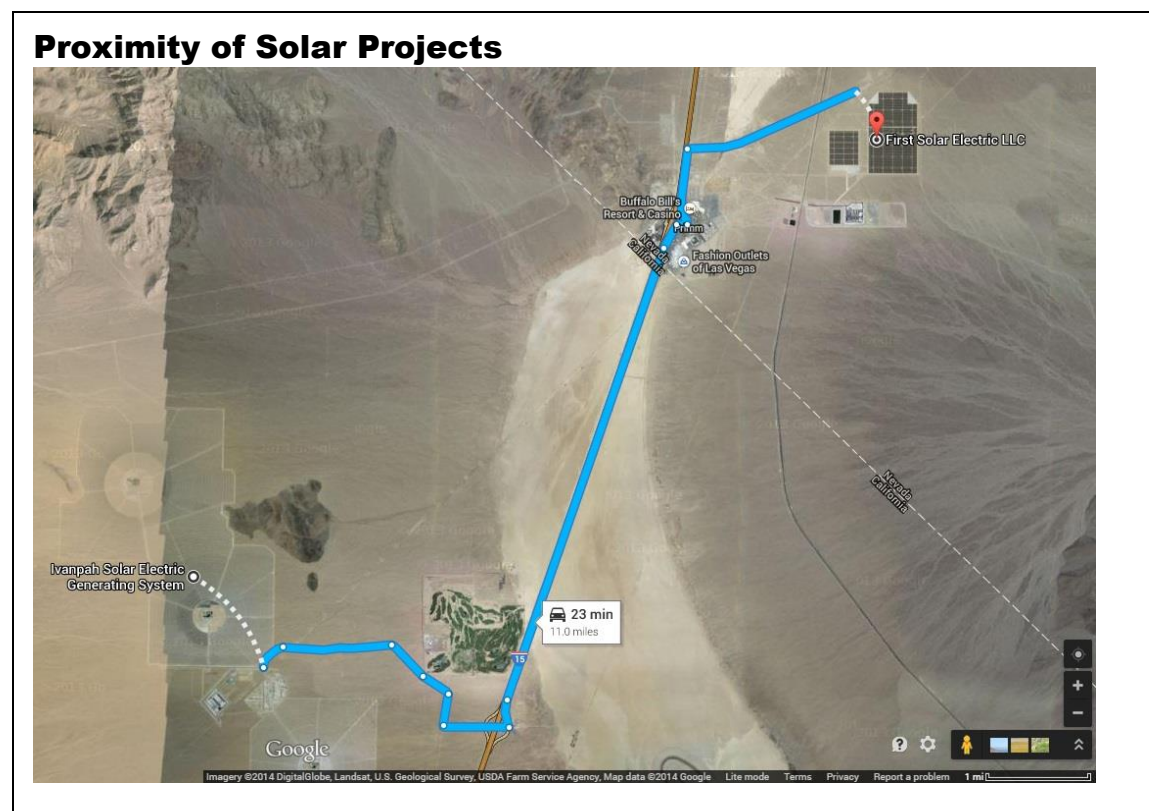 Proximity of Solar Projects
First Solar Electric LLC
Buffalo Bill's
Resort & Casino
Primm
Nevada
California
Fashion Outlets
of Las Vegas
Nevada
California
Ivanpah Solar Electric
Generating System
23 min
11.0 miles
15
Google
Imagery ©2014 DigitalGlobe, Landsat, U.S. Geological Survey, USDA Farm Service Agency, Map data ©2014 Google Lite mode Terms Privacy Report a problem 1 mi